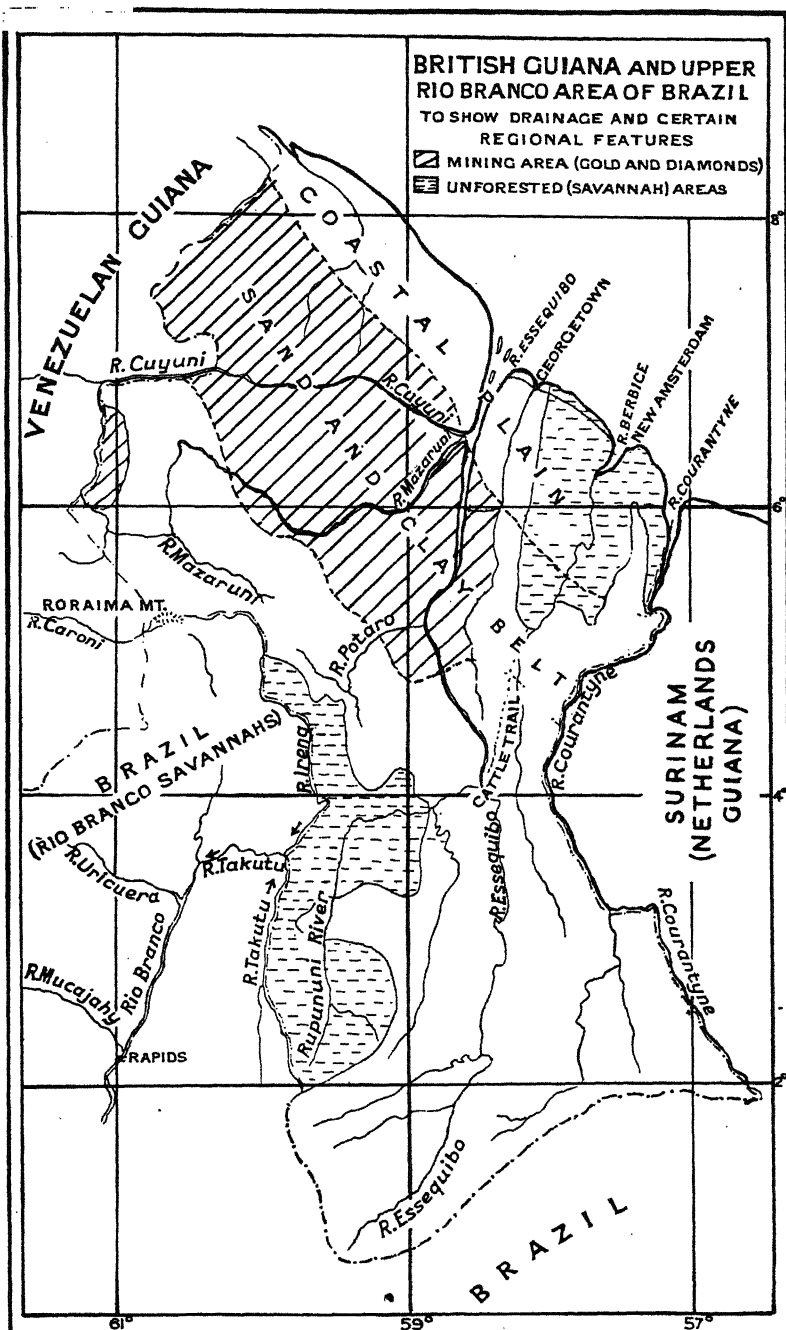 BRITISH GUIANA AND UPPER
RIO BRANCO AREA OF BRAZIL
TO SHOW DRAINAGE AND CERTAIN
REGIONAL FEATURES
MINING AREA (GOLD AND DIAMONDS)
UNFORESTED (SAVANNAH) AREAS
8°
VENEZUELAN GUIANA
COASTAL PLAIN
SAND AND CLAY BELT
R. ESSEQUIBO
GEORGETOWN
R. BERBICE
NEW AMSTERDAM
R. COURANTYNE
R. Cuyuni
R. Cuyuni
R. Mazaruni
6°
R. Mazaruni
RORAIMA MT.
R. Caroni
R. Potaro
R. Courantyne
SURINAM
(NETHERLANDS
GUIANA)
BRAZIL
(RIO BRANCO SAVANNAHS)
R. Ireng
CATTLE TRAIL
4°
R. Takutu
R. Uricuera
R. Essequibo
R. Takutu
Rupununi River
R. Courantyne
Rio Branco
R. Mucajahy
RAPIDS
2°
R. Essequibo
BRAZIL
61°
59°
57°